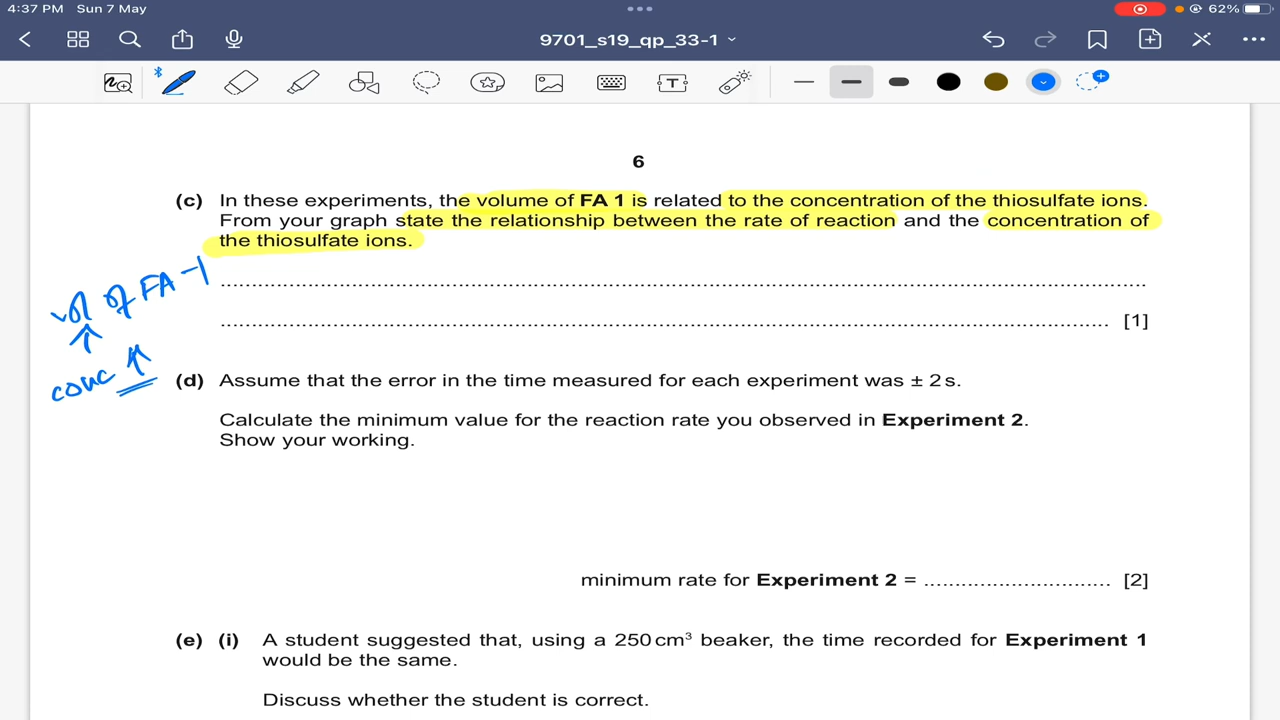 4:37 PM Sun 7 May
62%
9701_s19_qp_33-1
6
(c) In these experiments, the volume of FA 1 is related to the concentration of the thiosulfate ions.
From your graph state the relationship between the rate of reaction and the concentration of
the thiosulfate ions.
vol of FA-1
conc ↑
.................................................................................................................................
............................................................................................................................ [1]
(d) Assume that the error in the time measured for each experiment was ± 2 s.
Calculate the minimum value for the reaction rate you observed in Experiment 2.
Show your working.
minimum rate for Experiment 2 = .............................. [2]
(e) (i) A student suggested that, using a 250 cm³ beaker, the time recorded for Experiment 1
would be the same.
Discuss whether the student is correct.